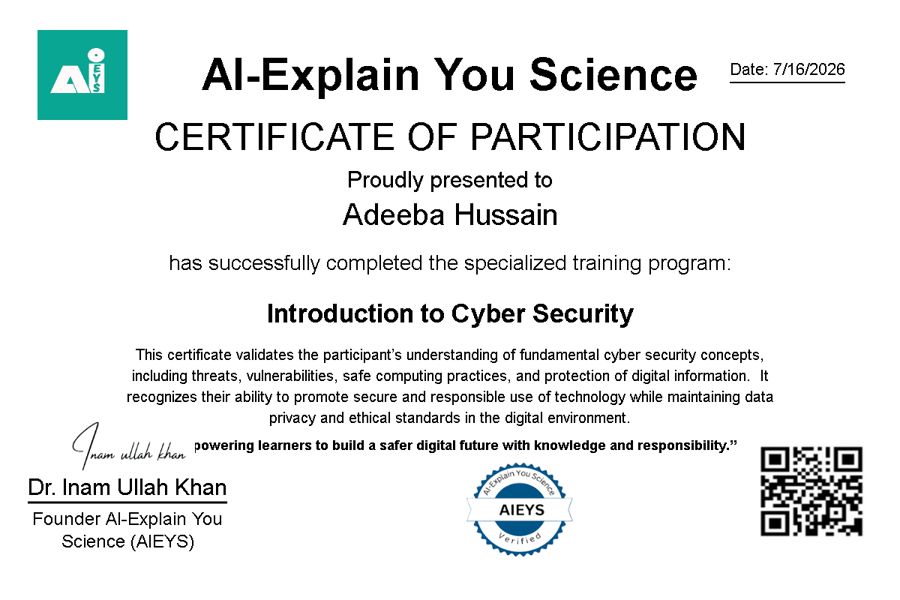 Ai
OEYS
AI-Explain You Science
Date: 7/16/2026
CERTIFICATE OF PARTICIPATION
Proudly presented to
Adeeba Hussain
has successfully completed the specialized training program:
Introduction to Cyber Security
This certificate validates the participant's understanding of fundamental cyber security concepts,
including threats, vulnerabilities, safe computing practices, and protection of digital information. It
recognizes their ability to promote secure and responsible use of technology while maintaining data
privacy and ethical standards in the digital environment.
powering learners to build a safer digital future with knowledge and responsibility.”
Inam ullah khan
Dr. Inam Ullah Khan
Founder AI-Explain You
Science (AIEYS)
AI-Explain You Science
AIEYS
Verified